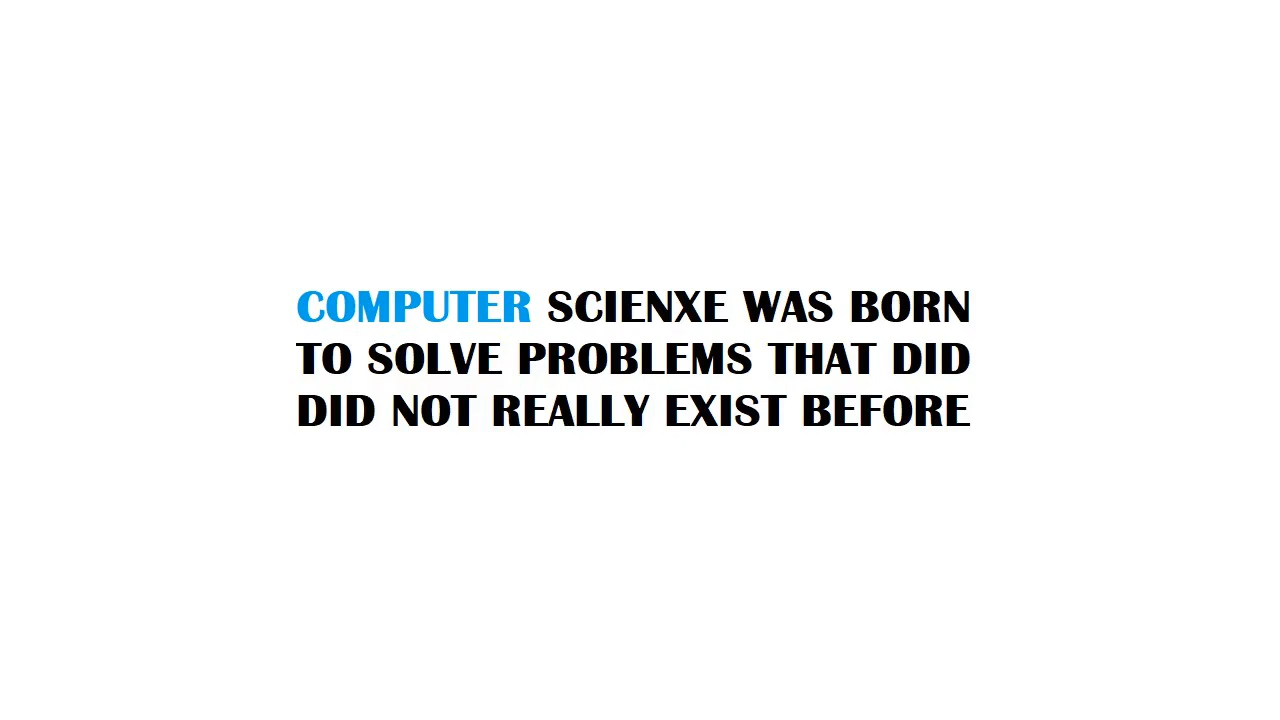 COMPUTER SCIENXE WAS BORN
TO SOLVE PROBLEMS THAT DID
DID NOT REALLY EXIST BEFORE